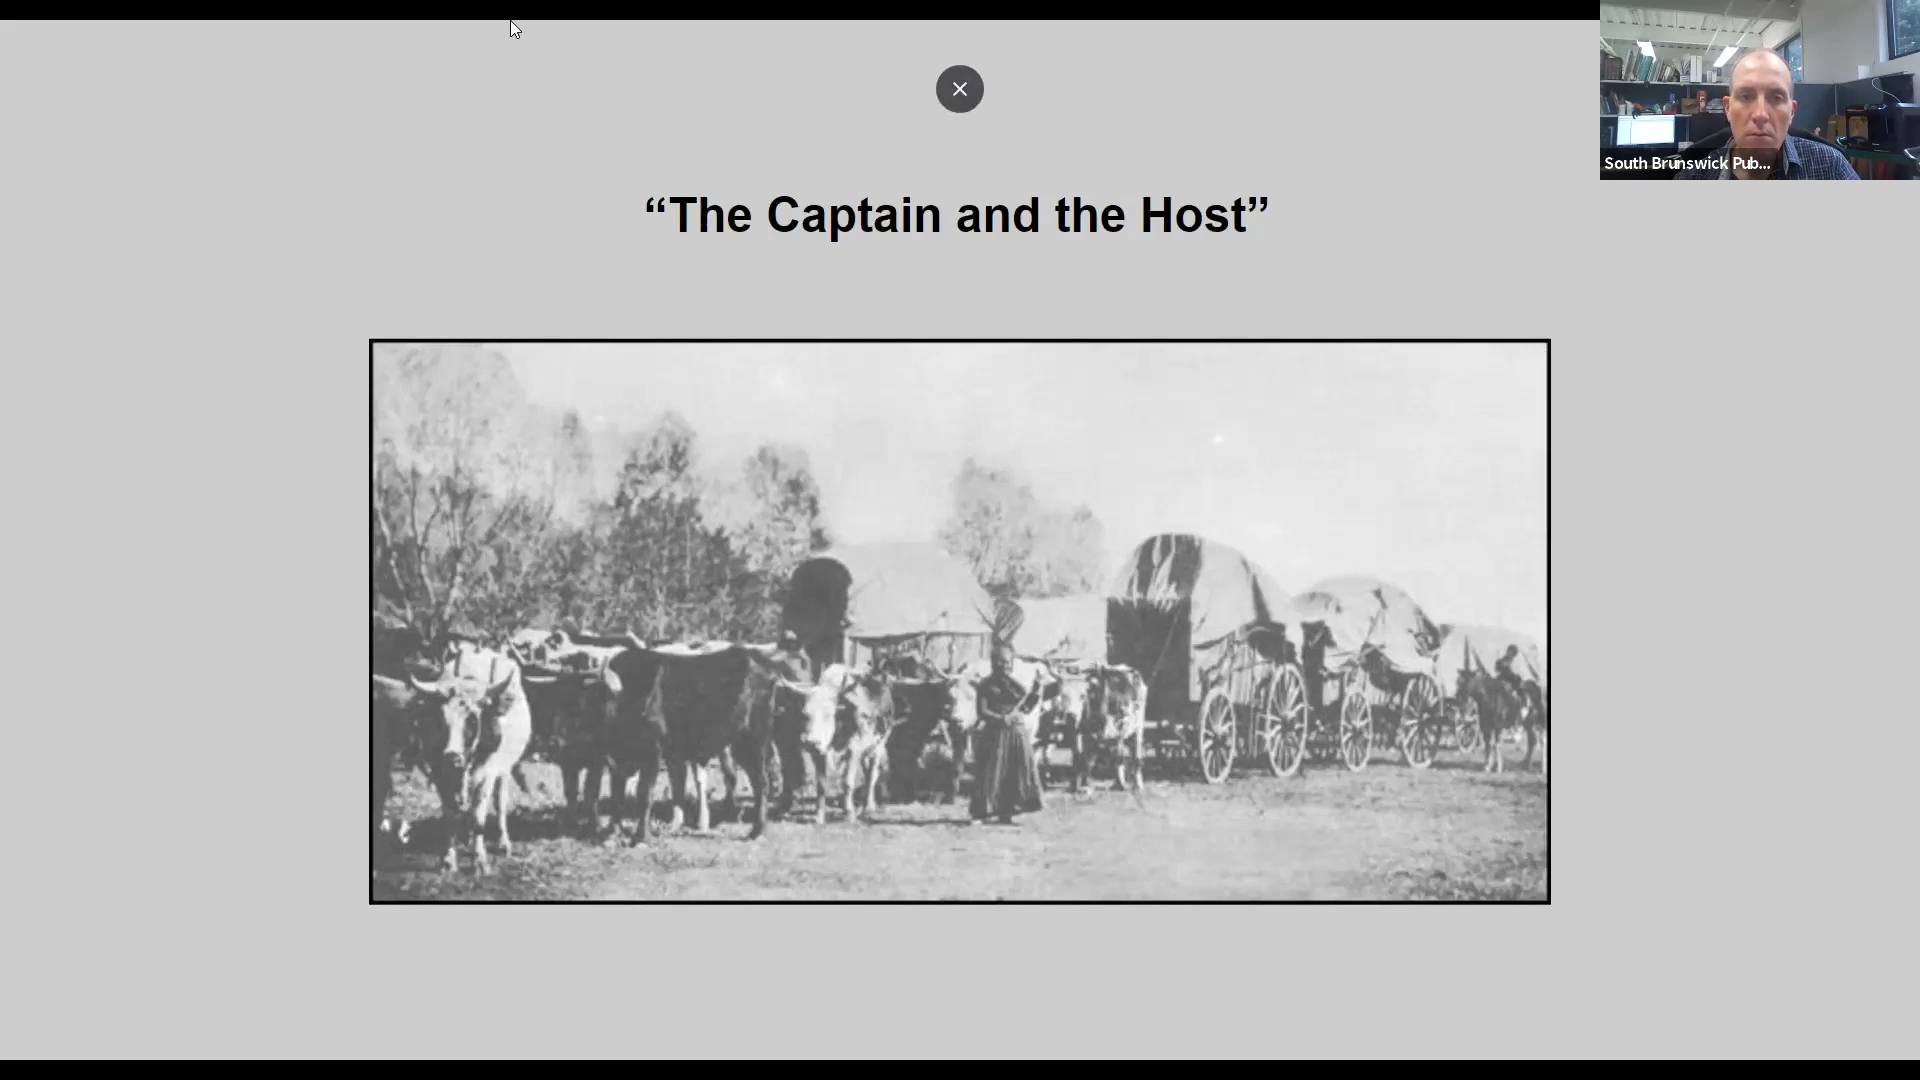 “The Captain and the Host”
South Brunswick Pub...